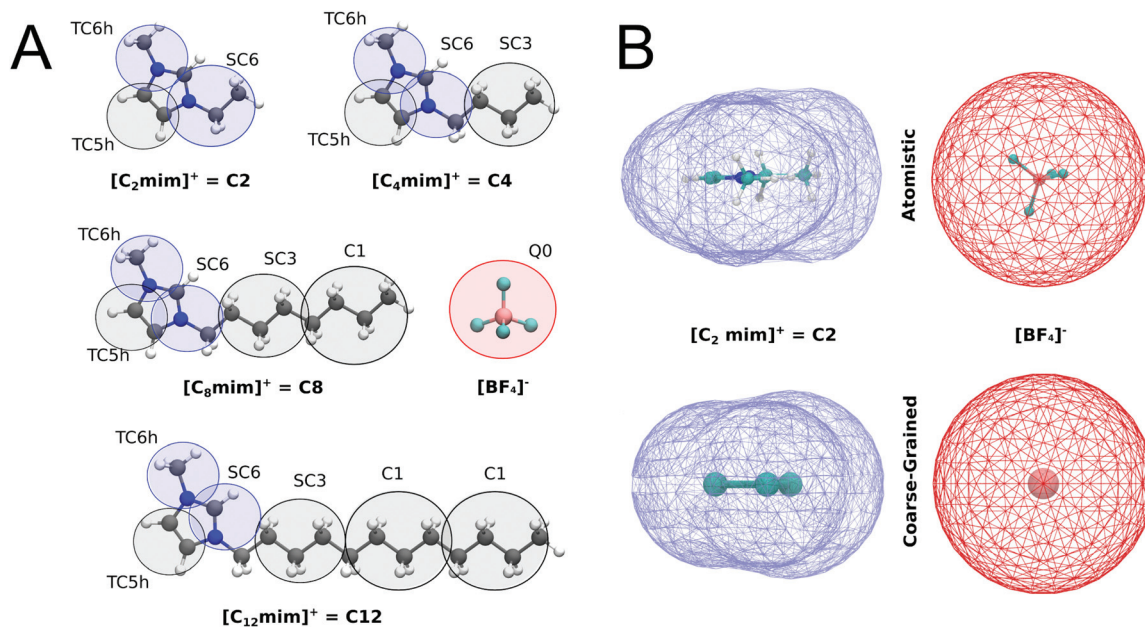 A
TC6h
SC6
TC5h
[C₂mim]⁺ = C2
TC6h
SC6
SC3
TC5h
[C₄mim]⁺ = C4
TC6h
SC6
SC3
C1
TC5h
[C₈mim]⁺ = C8
Q0
[BF₄]⁻
TC6h
SC6
SC3
C1
C1
TC5h
[C₁₂mim]⁺ = C12
B
Atomistic
[C₂ mim]⁺ = C2
[BF₄]⁻
Coarse-Grained